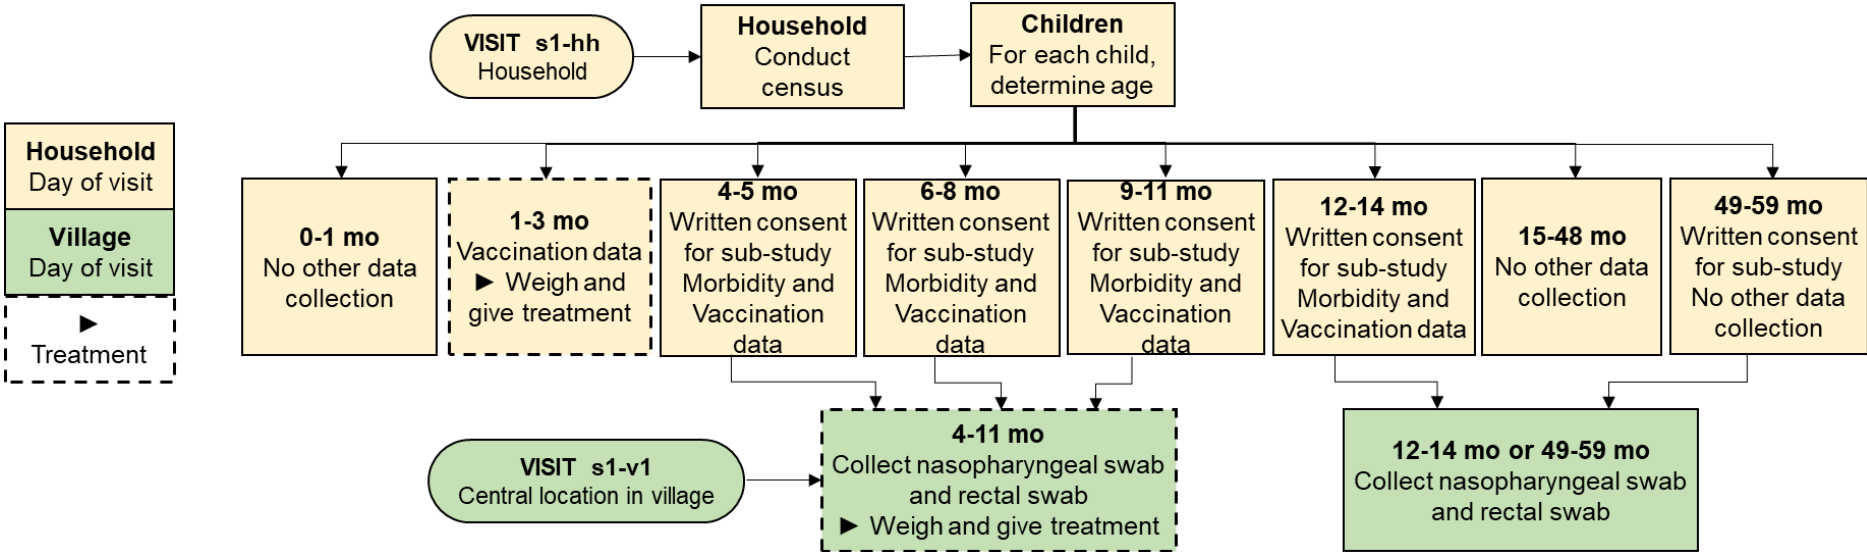 VISIT s1-hh
Household
Household
Conduct
census
Children
For each child,
determine age
Household
Day of visit
Village
Day of visit
►
Treatment
0-1 mo
No other data
collection
1-3 mo
Vaccination data
► Weigh and
give treatment
4-5 mo
Written consent
for sub-study
Morbidity and
Vaccination
data
6-8 mo
Written consent
for sub-study
Morbidity and
Vaccination
data
9-11 mo
Written consent
for sub-study
Morbidity and
Vaccination
data
12-14 mo
Written consent
for sub-study
Morbidity and
Vaccination data
15-48 mo
No other data
collection
49-59 mo
Written consent
for sub-study
No other data
collection
VISIT s1-v1
Central location in village
4-11 mo
Collect nasopharyngeal swab
and rectal swab
► Weigh and give treatment
12-14 mo or 49-59 mo
Collect nasopharyngeal swab
and rectal swab